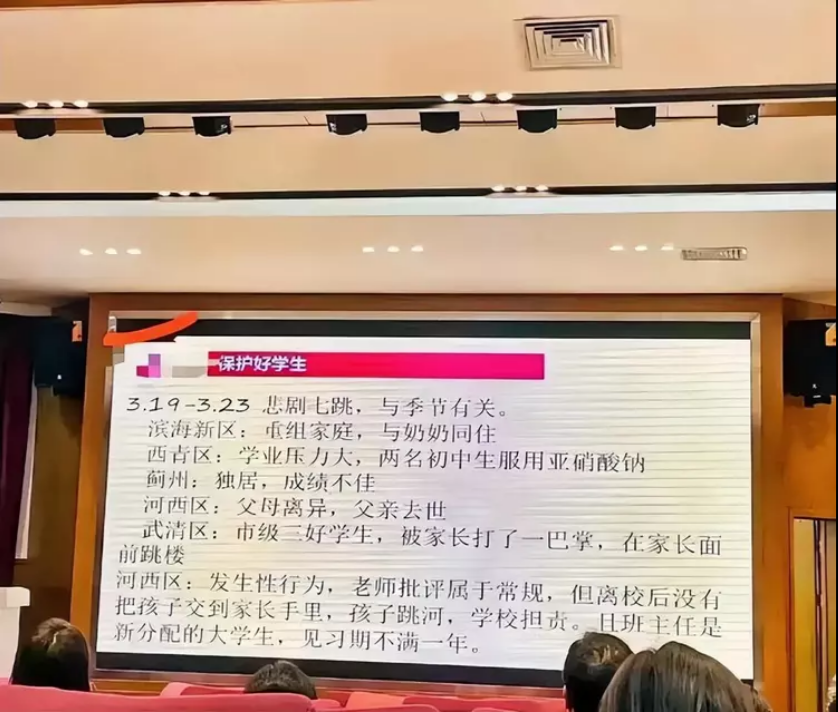 保护好学生
3.19-3.23 悲剧七跳，与季节有关。
滨海新区：重组家庭，与奶奶同住
西青区：学业压力大，两名初中生服用亚硝酸钠
蓟州：独居，成绩不佳
河西区：父母离异，父亲去世
武清区：市级三好学生，被家长打了一巴掌，在家长面
前跳楼
河西区：发生性行为，老师批评属于常规，但离校后没有
把孩子交到家长手里，孩子跳河，学校担责。且班主任是
新分配的大学生，见习期不满一年。